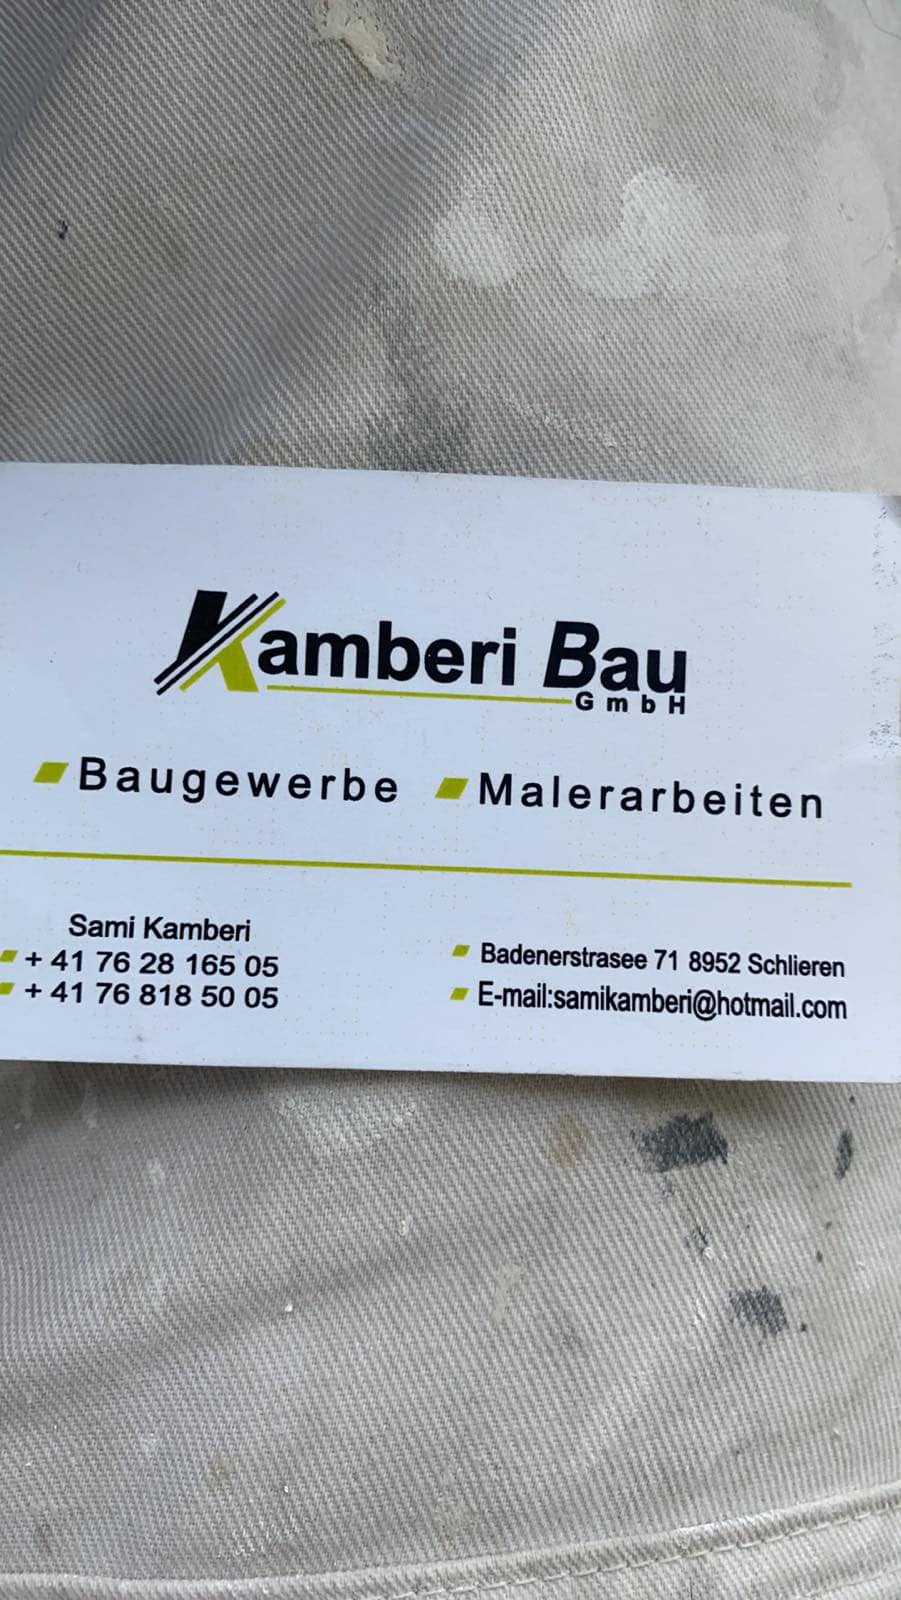 Kamberi Bau
GmbH
Baugewerbe Malerarbeiten
Sami Kamberi
+ 41 76 28 165 05
+ 41 76 818 50 05
Badenerstrasee 71 8952 Schlieren
E-mail:samikamberi@hotmail.com